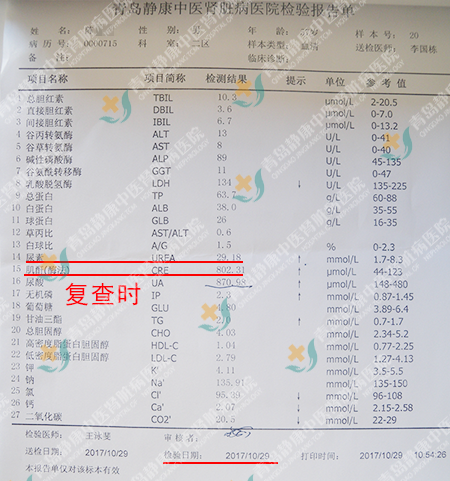 青岛静康中医肾脏病医院检验报告单
病历号: 0000715 科 室: 二区 样本类型: 血清 样 本 号: 20
备 注: 临床诊断: 送检医师: 李国栋
项目名称 项目简称 检测结果 提示 单位 参 考 值
1 总胆红素 TBIL 10.3 μmol/L 2-20.5
2 直接胆红素 DBIL 3.6 μmol/L 0-7.0
3 间接胆红素 IBIL 6.7 μmol/L 0-13.2
4 谷丙转氨酶 ALT 13 U/L 0-41
5 谷草转氨酶 AST 8 U/L 0-40
6 碱性磷酸酶 ALP 89 U/L 45-135
7 谷氨酰转移酶 GGT 11 U/L 0-47
8 乳酸脱氢酶 LDH 134 ↓ U/L 135-225
9 总蛋白 TP 63.7 g/L 60-88
10 白蛋白 ALB 38.0 g/L 35-55
11 球蛋白 GLB 26 g/L 16-35
12 草丙比 AST/ALT 0.6
13 白球比 A/G 1.5 % 0-2.3
14 尿素 UREA 29.18 ↑ mmol/L 1.7-8.3
15 肌酐(酶法) CRE 802.31 ↑ μmol/L 44-123
16 尿酸 UA 870.98 ↑ μmol/L 148-480
复查时
17 无机磷 IP 2.3 ↑ mmol/L 0.87-1.45
18 葡萄糖 GLU 4.80 mmol/L 3.89-6.4
19 甘油三酯 TG ↑ mmol/L 0.7-1.7
20 总胆固醇 CHO 4.03 mmol/L 2.34-5.2
21 高密度脂蛋白胆固醇 HDL-C 1.04 mmol/L 0.77-2.25
22 低密度脂蛋白胆固醇 LDL-C 2.79 mmol/L 1.27-4.13
23 钾 K⁺ 4.11 mmol/L 3.5-5.5
24 钠 Na⁺ 135.91 mmol/L 135-150
25 氯 Cl⁻ 95.39 ↓ mmol/L 96-108
26 钙 Ca⁺ 2.07 ↓ mmol/L 2.15-2.58
27 二氧化碳 CO2⁺ 20.5 ↓ mmol/L 22-29
检验医师: 王咏旻 审核者:
送检日期: 2017/10/29 检验日期: 2017/10/29 打印时间: 2017/10/29 10:54:26
本报告单仅对该标本有效